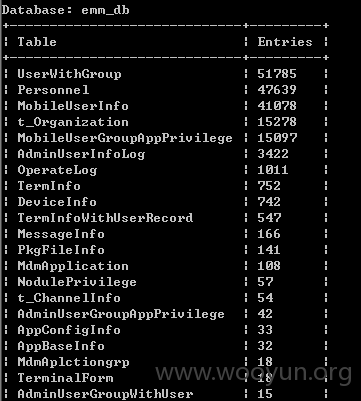 Database: emm_db
+-----------------------------+---------+
¦ Table ¦ Entries ¦
+-----------------------------+---------+
¦ UserWithGroup ¦ 51785 ¦
¦ Personnel ¦ 47639 ¦
¦ MobileUserInfo ¦ 41078 ¦
¦ t_Organization ¦ 15278 ¦
¦ MobileUserGroupAppPrivilege ¦ 15097 ¦
¦ AdminUserInfoLog ¦ 3422 ¦
¦ OperateLog ¦ 1011 ¦
¦ TermInfo ¦ 752 ¦
¦ DeviceInfo ¦ 742 ¦
¦ TermInfoWithUserRecord ¦ 547 ¦
¦ MessageInfo ¦ 166 ¦
¦ PkgFileInfo ¦ 141 ¦
¦ MdmApplication ¦ 108 ¦
¦ NodulePrivilege ¦ 57 ¦
¦ t_ChannelInfo ¦ 54 ¦
¦ AdminUserGroupAppPrivilege ¦ 42 ¦
¦ AppConfigInfo ¦ 33 ¦
¦ AppBaseInfo ¦ 32 ¦
¦ MdmAplctiongrp ¦ 18 ¦
¦ TerminalForm ¦ 18 ¦
¦ AdminUserGroupWithUser ¦ 15 ¦
www.wooyun.org